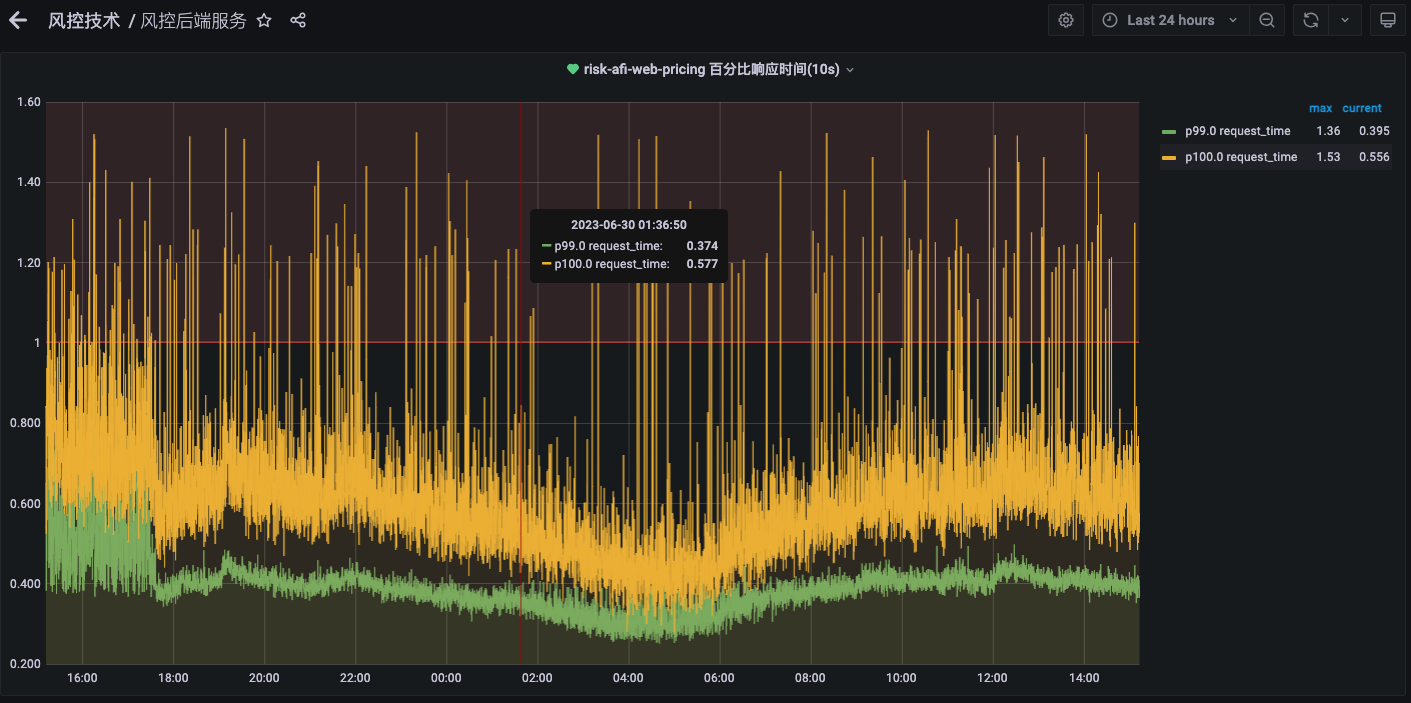 风控技术 / 风控后端服务
Last 24 hours
risk-afi-web-pricing 百分比响应时间(10s)
1.60
1.40
1.20
1
0.800
0.600
0.400
0.200
16:00 18:00 20:00 22:00 00:00 02:00 04:00 06:00 08:00 10:00 12:00 14:00
2023-06-30 01:36:50
p99.0 request_time: 0.374
p100.0 request_time: 0.577
max current
p99.0 request_time 1.36 0.395
p100.0 request_time 1.53 0.556